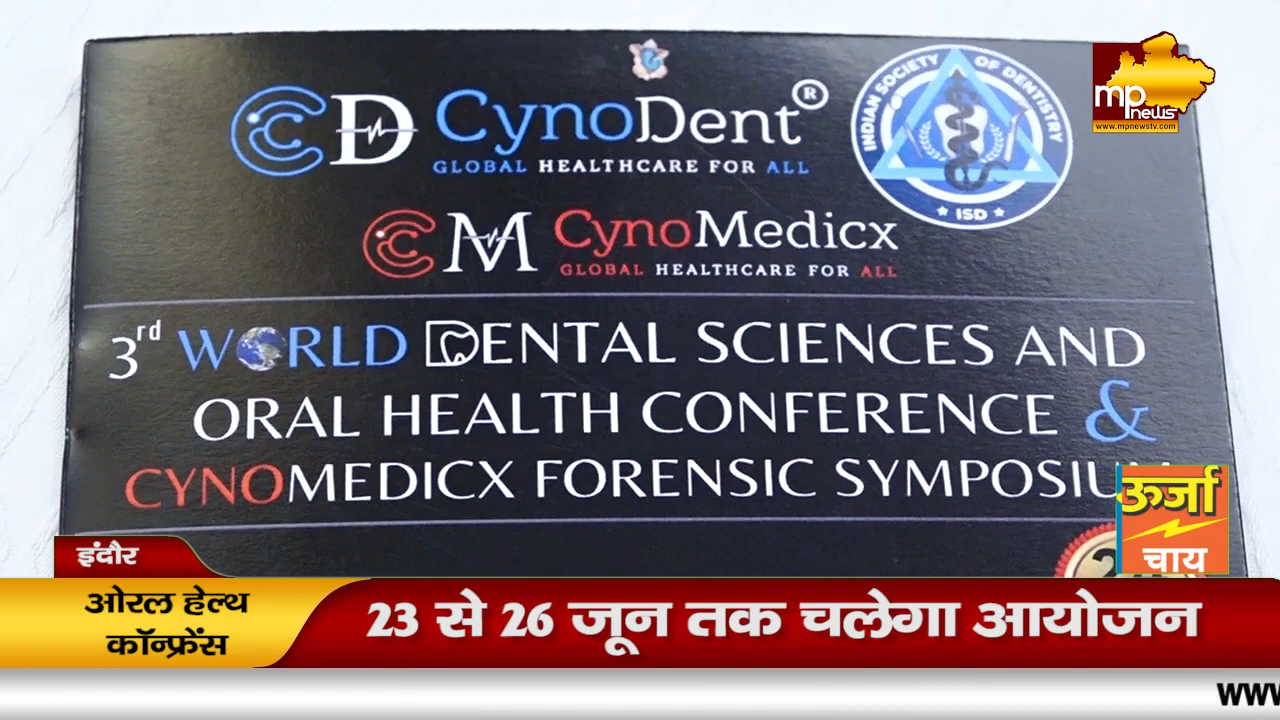 CD CynoDent®
GLOBAL HEALTHCARE FOR ALL
INDIAN SOCIETY OF DENTISTRY
ISD
mp news
www.mpnewstv.com
CM CynoMedicx
GLOBAL HEALTHCARE FOR ALL
3rd WORLD DENTAL SCIENCES AND
ORAL HEALTH CONFERENCE &
CYNOMEDICX FORENSIC SYMPOSIU
ऊर्जा
चाय
इंदौर
ओरल हेल्थ
कॉन्फ्रेंस
23 से 26 जून तक चलेगा आयोजन
www